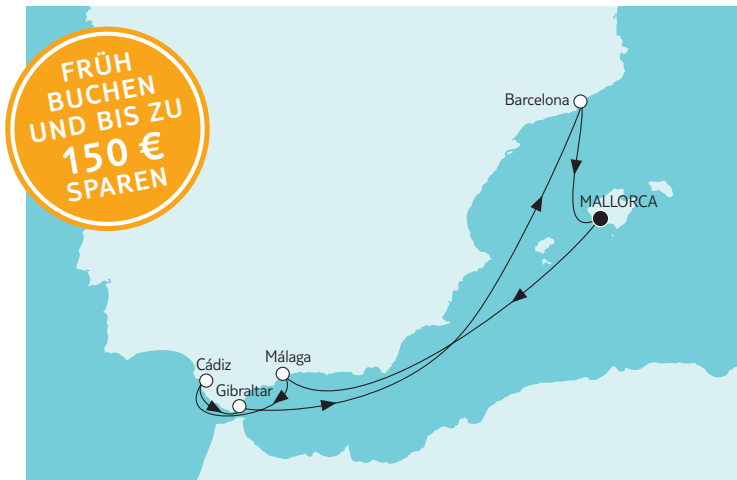 FRÜH
BUCHEN
UND BIS ZU
150 €
SPAREN
Barcelona
MALLORCA
Málaga
Cádiz
Gibraltar